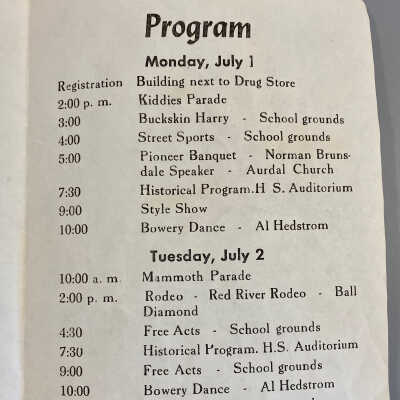 Program
Monday, July 1
Registration Building next to Drug Store
2:00 p. m. Kiddies Parade
3:00 Buckskin Harry - School grounds
4:00 Street Sports - School grounds
5:00 Pioneer Banquet - Norman Bruns-
dale Speaker - Aurdal Church
7:30 Historical Program.H S. Auditorium
9:00 Style Show
10:00 Bowery Dance - Al Hedstrom
Tuesday, July 2
10:00 a. m. Mammoth Parade
2:00 p. m. Rodeo - Red River Rodeo - Ball
Diamond
4:30 Free Acts - School grounds
7:30 Historical Program. H.S. Auditorium
9:00 Free Acts - School grounds
10:00 Bowery Dance - Al Hedstrom